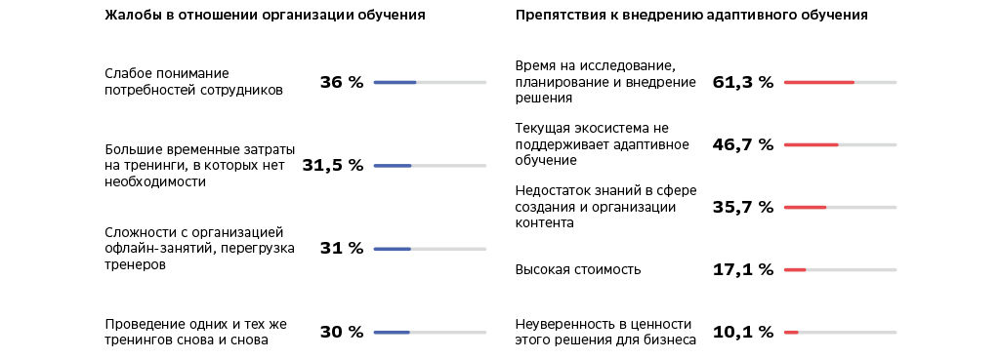 Жалобы в отношении организации обучения
Слабое понимание
потребностей сотрудников
36 %
Большие временные затраты
на тренинги, в которых нет
необходимости
31,5 %
Сложности с организацией
офлайн-занятий, перегрузка
тренеров
31 %
Проведение одних и тех же
тренингов снова и снова
30 %
Препятствия к внедрению адаптивного обучения
Время на исследование,
планирование и внедрение
решения
61,3 %
Текущая экосистема не
поддерживает адаптивное
обучение
46,7 %
Недостаток знаний в сфере
создания и организации
контента
35,7 %
Высокая стоимость
17,1 %
Неуверенность в ценности
этого решения для бизнеса
10,1 %